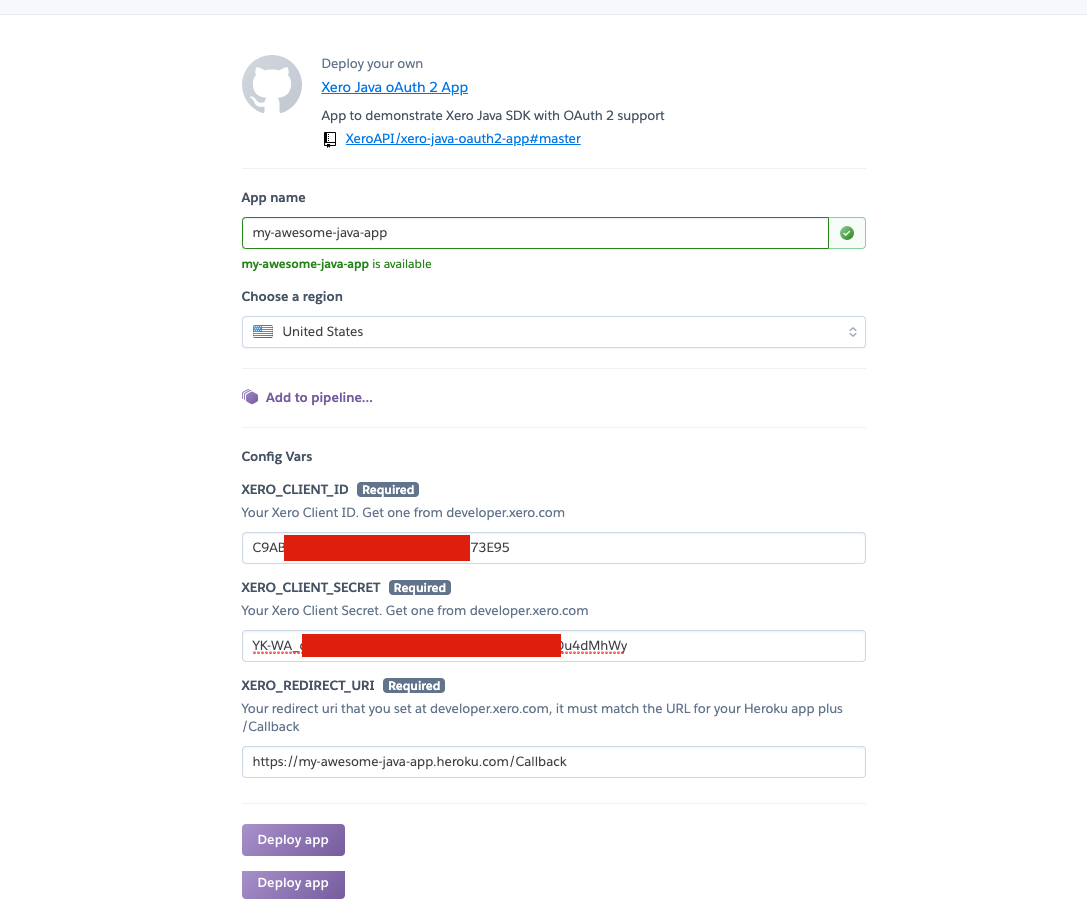 Deploy your own
Xero Java oAuth 2 App
App to demonstrate Xero Java SDK with OAuth 2 support
XeroAPI/xero-java-oauth2-app#master
App name
my-awesome-java-app
my-awesome-java-app is available
Choose a region
United States
Add to pipeline...
Config Vars
XERO_CLIENT_ID Required
Your Xero Client ID. Get one from developer.xero.com
C9AB 73E95
XERO_CLIENT_SECRET Required
Your Xero Client Secret. Get one from developer.xero.com
YK-WA_ u4dMhWy
XERO_REDIRECT_URI Required
Your redirect uri that you set at developer.xero.com, it must match the URL for your Heroku app plus
/Callback
https://my-awesome-java-app.heroku.com/Callback
Deploy app
Deploy app